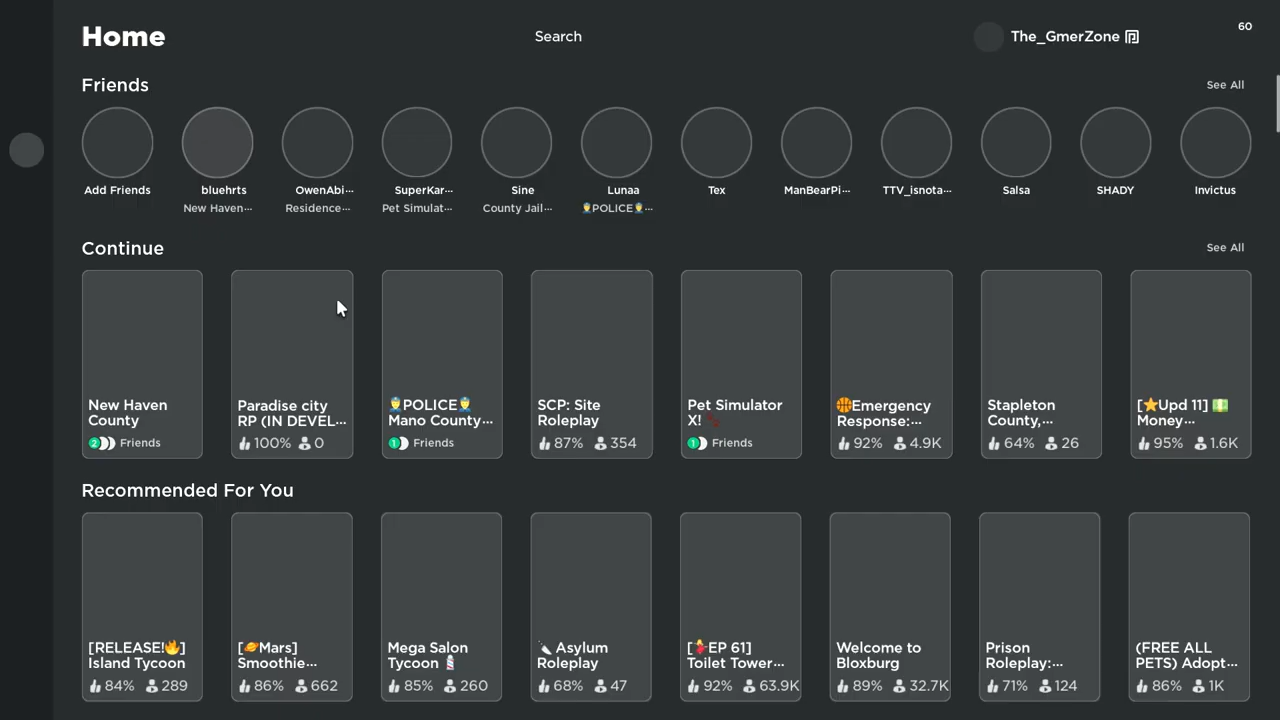 Home
Search
The_GmerZone
60
Friends
See All
Add Friends
bluehrts
New Haven...
OwenAbi...
Residence...
SuperKar...
Pet Simulat...
Sine
County Jail...
Lunaa
👮POLICE👮...
Tex
ManBearPi...
TTV_isnota...
Salsa
SHADY
Invictus
Continue
See All
New Haven
County
2 Friends
Paradise city
RP (IN DEVEL...
100% 0
👮POLICE👮
Mano County...
1 Friends
SCP: Site
Roleplay
87% 354
Pet Simulator
X!
1 Friends
🏀Emergency
Response:...
92% 4.9K
Stapleton
County,...
64% 26
[⭐Upd 11] 💵
Money...
95% 1.6K
Recommended For You
[RELEASE!🔥]
Island Tycoon
84% 289
[🪐Mars]
Smoothie...
86% 662
Mega Salon
Tycoon 💈
85% 260
🔪 Asylum
Roleplay
68% 47
[💃EP 61]
Toilet Tower...
92% 63.9K
Welcome to
Bloxburg
89% 32.7K
Prison
Roleplay:...
71% 124
(FREE ALL
PETS) Adopt...
86% 1K